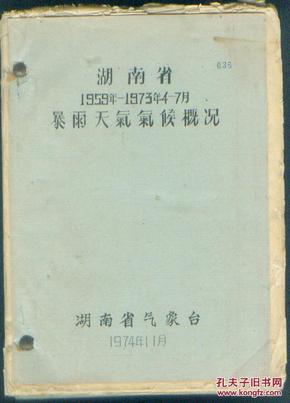 湖南省
036
1959年-1973年4-7月
暴雨天氣氣候概况
湖南省气象台
1974年11月
孔夫子旧书网